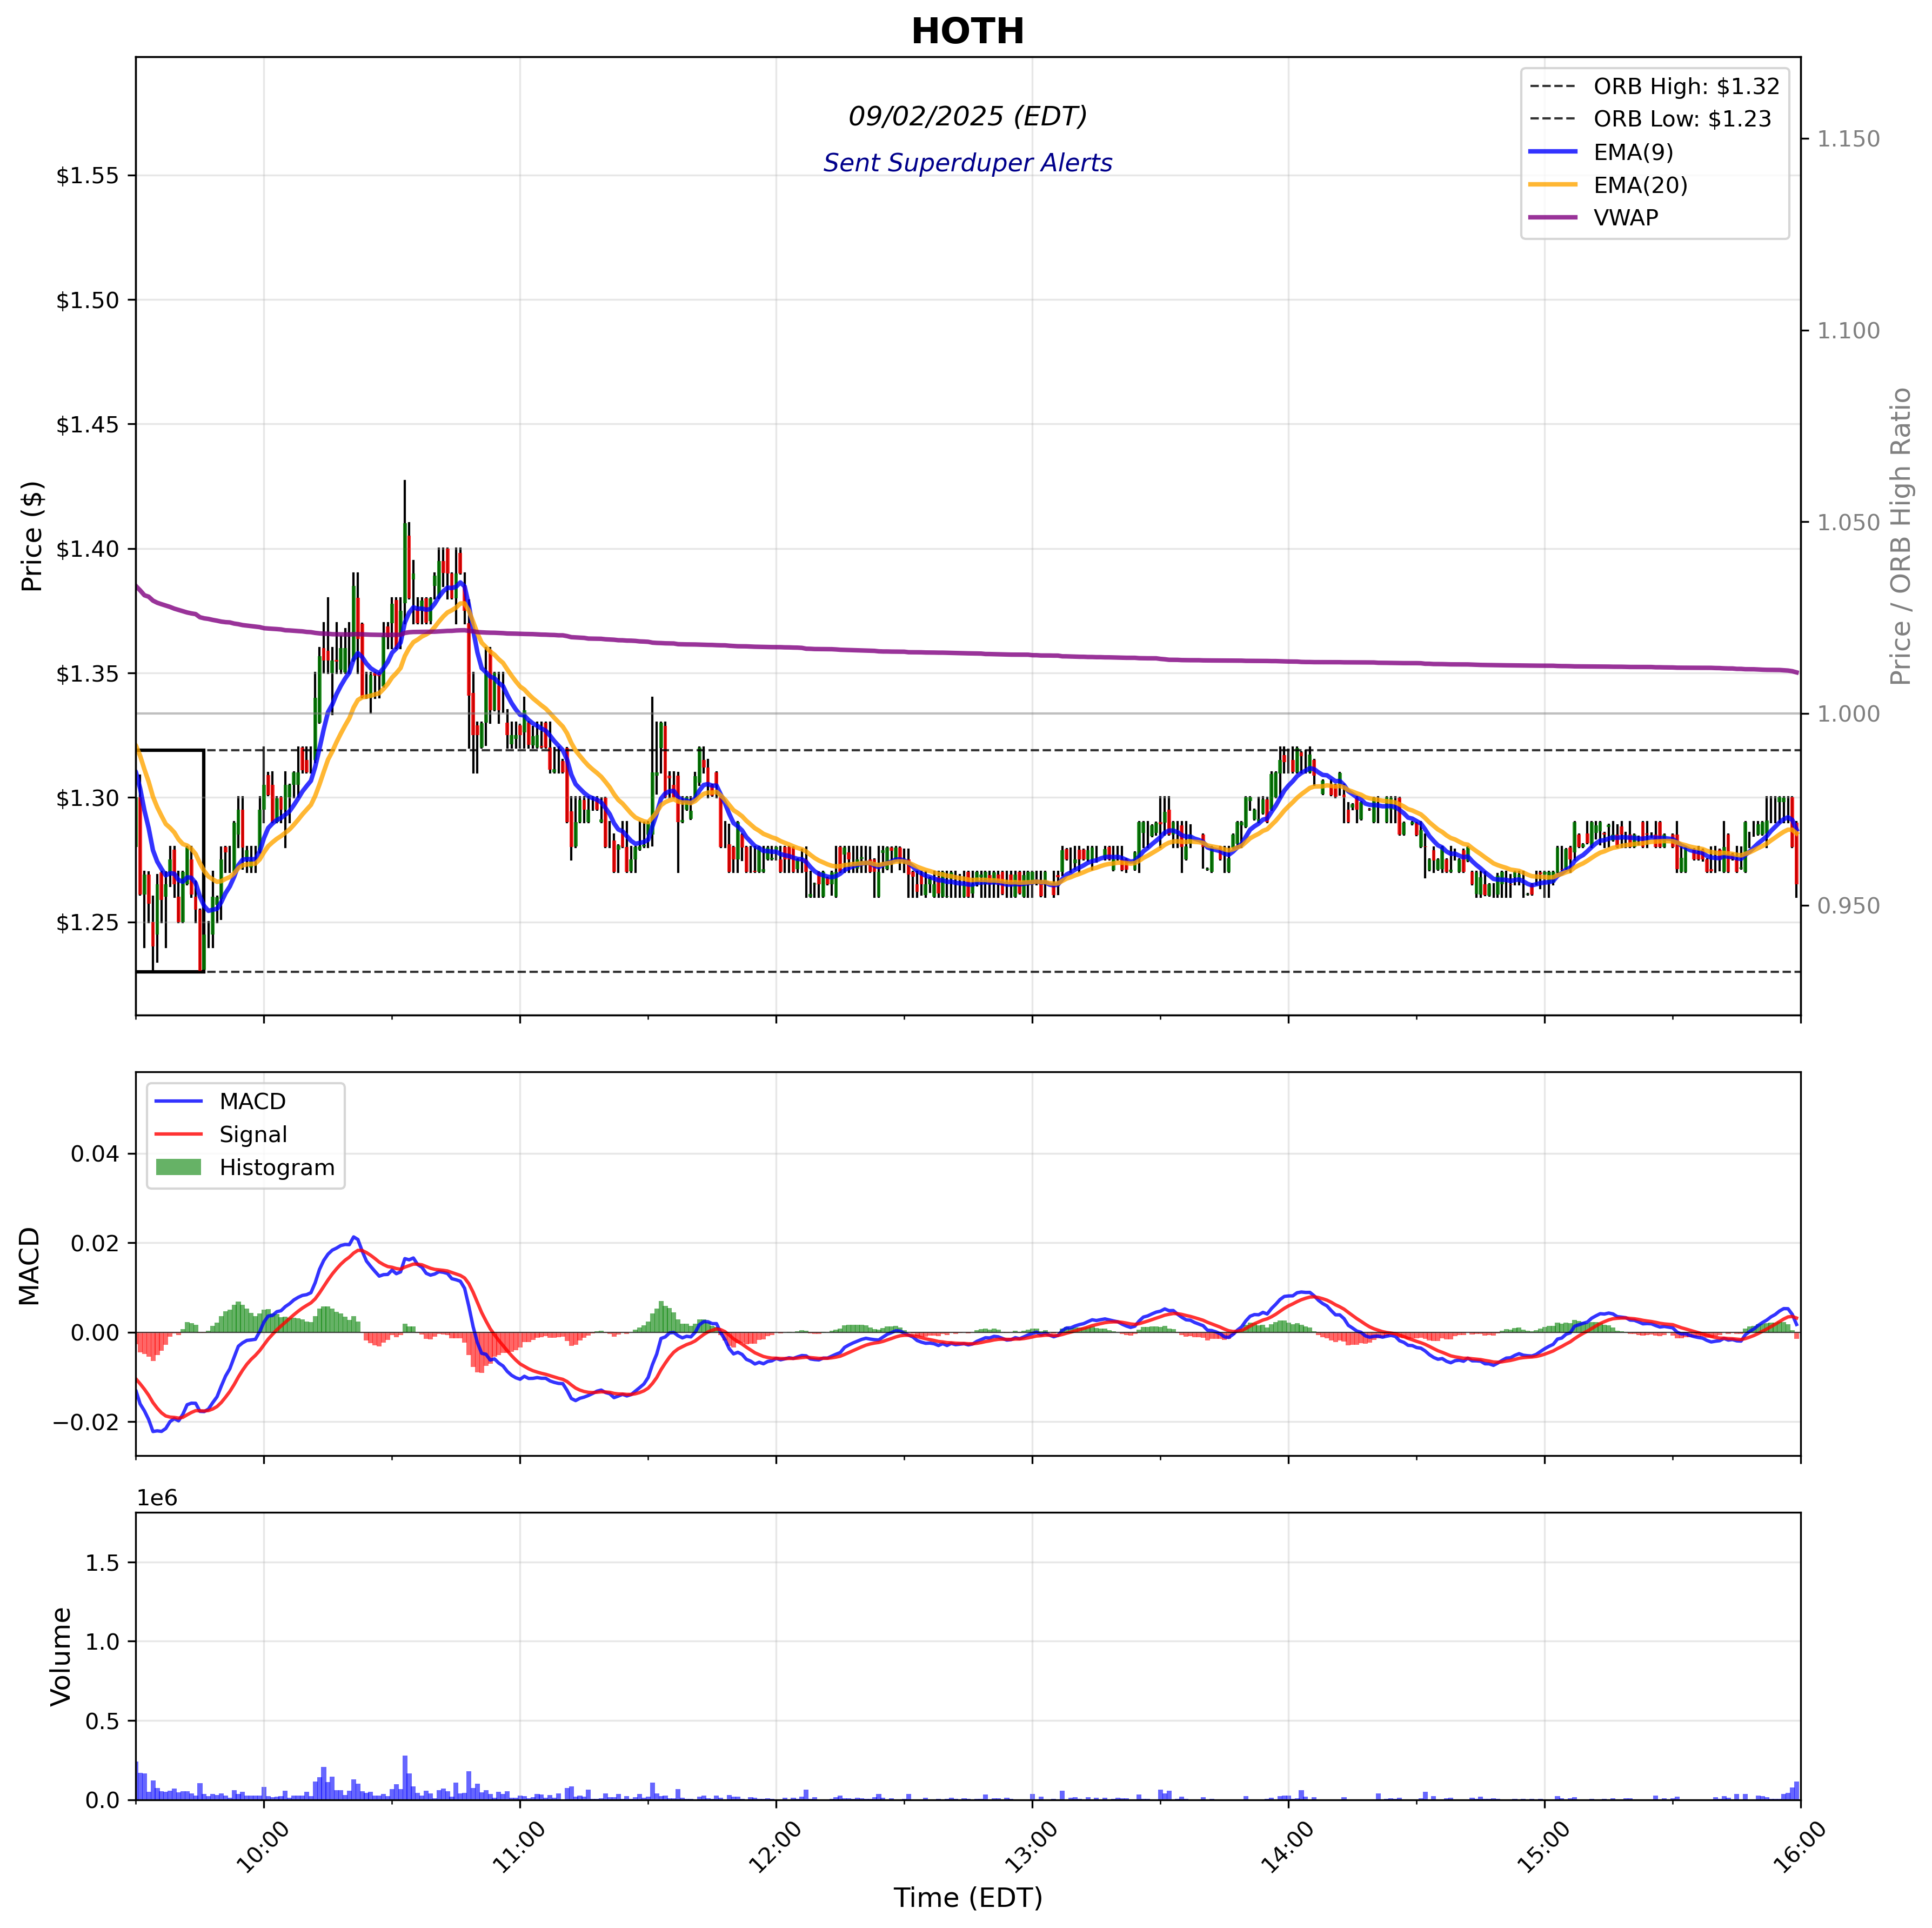 HOTH
09/02/2025 (EDT)
Sent Superduper Alerts
ORB High: $1.32
ORB Low: $1.23
EMA(9)
EMA(20)
VWAP
$1.55
$1.50
$1.45
$1.40
$1.35
$1.30
$1.25
Price ($)
1.150
1.100
1.050
1.000
0.950
Price / ORB High Ratio
MACD
Signal
Histogram
0.04
0.02
0.00
−0.02
MACD
1e6
1.5
1.0
0.5
0.0
Volume
10:00
11:00
12:00
13:00
14:00
15:00
16:00
Time (EDT)